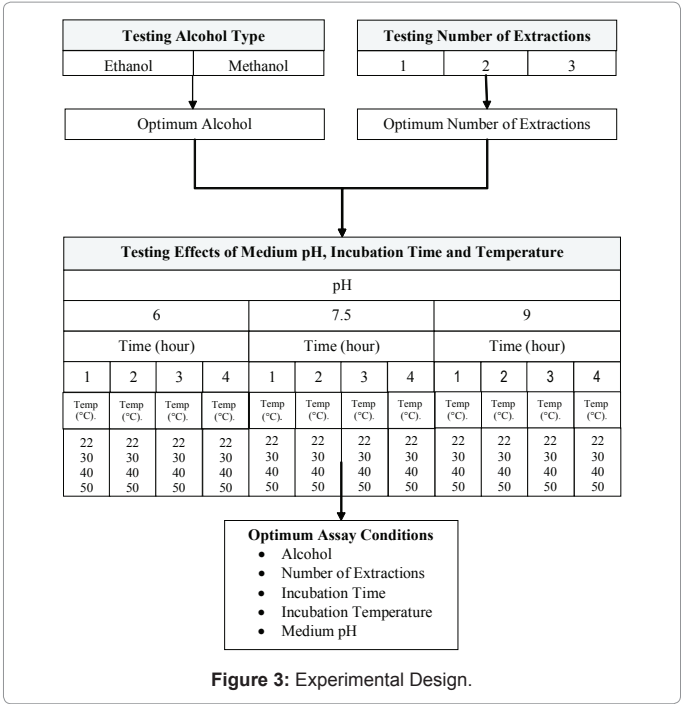 Testing Alcohol Type
Ethanol Methanol
Optimum Alcohol
Testing Number of Extractions
1 2 3
Optimum Number of Extractions
Testing Effects of Medium pH, Incubation Time and Temperature
pH
6 7.5 9
Time (hour) Time (hour) Time (hour)
1 2 3 4 1 2 3 4 1 2 3 4
Temp Temp Temp Temp Temp Temp Temp Temp Temp Temp Temp Temp
(°C). (°C). (°C). (°C). (°C). (°C). (°C). (°C). (°C). (°C). (°C). (°C).
22 22 22 22 22 22 22 22 22 22 22 22
30 30 30 30 30 30 30 30 30 30 30 30
40 40 40 40 40 40 40 40 40 40 40 40
50 50 50 50 50 50 50 50 50 50 50 50
Optimum Assay Conditions
• Alcohol
• Number of Extractions
• Incubation Time
• Incubation Temperature
• Medium pH
Figure 3: Experimental Design.